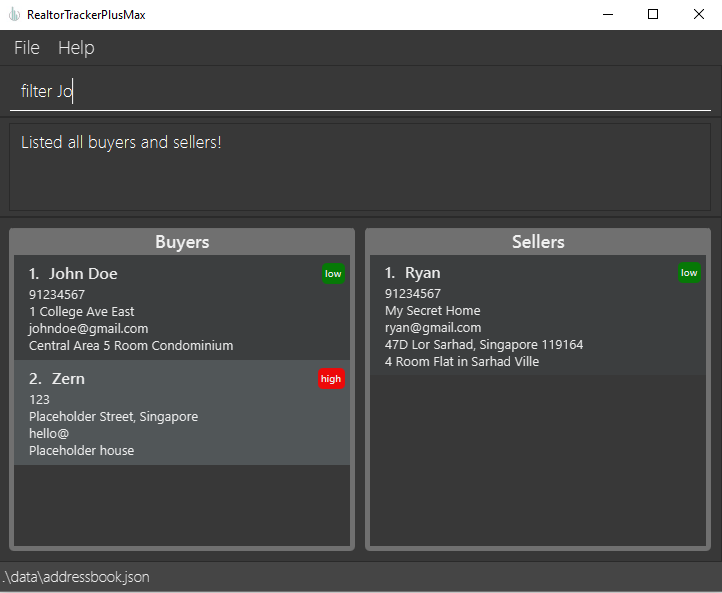 RealtorTrackerPlusMax
File Help
filter Jo
Listed all buyers and sellers!
Buyers
1. John Doe
low
91234567
1 College Ave East
johndoe@gmail.com
Central Area 5 Room Condominium
2. Zern
high
123
Placeholder Street, Singapore
hello@
Placeholder house
Sellers
1. Ryan
low
91234567
My Secret Home
ryan@gmail.com
47D Lor Sarhad, Singapore 119164
4 Room Flat in Sarhad Ville
.\data\addressbook.json